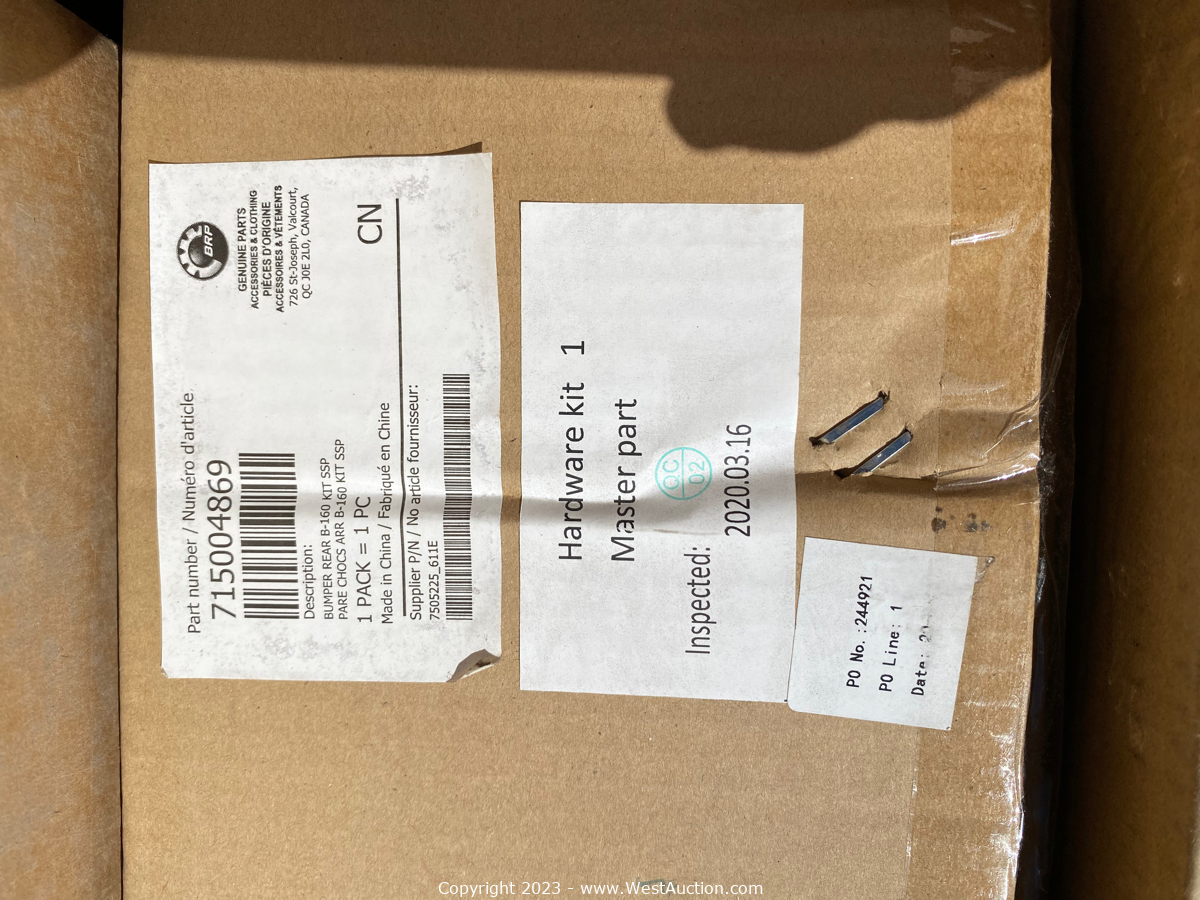 BRP
GENUINE PARTS
ACCESSORIES & CLOTHING
PIÈCES D'ORIGINE
ACCESSOIRES & VÊTEMENTS
726 St-Joseph, Valcourt,
QC J0E 2L0, CANADA
Part number / Numéro d'article
715004869
Description:
BUMPER REAR B-160 KIT SSP
PARE CHOCS ARR B-160 KIT SSP
1 PACK = 1 PC
CN
Made in China / Fabriqué en Chine
Supplier P/N / No article fournisseur:
7505225_611E
Hardware kit 1
Master part
QC
02
Inspected:
2020.03.16
PO No. :244921
PO Line: 1
Date:
Copyright 2023 - www.WestAuction.com